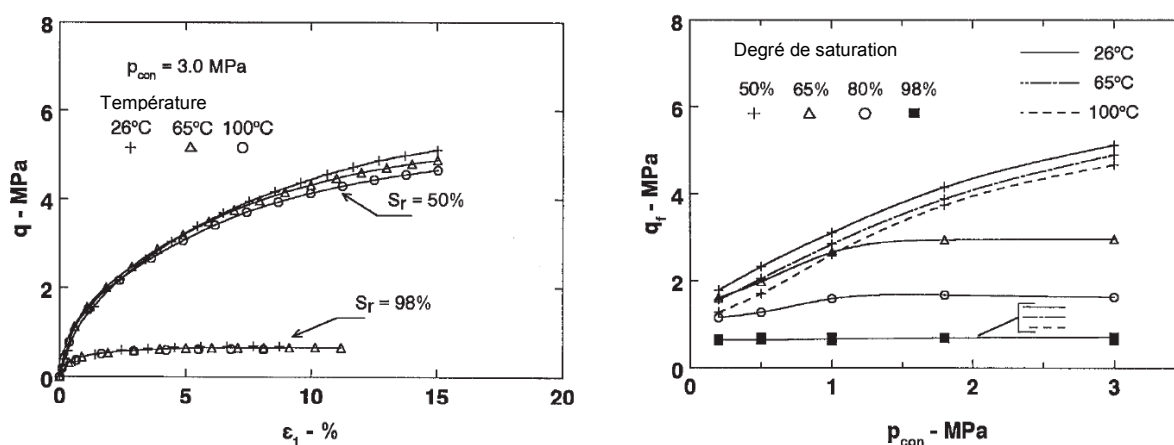 8
6
4
2
0
q - MPa
p_con = 3.0 MPa
Température
26°C 65°C 100°C
S_r = 50%
S_r = 98%
0 5 10 15 20
ε_1 - %
8
6
4
2
0
q_f - MPa
Degré de saturation
50% 65% 80% 98%
26°C
65°C
100°C
0 1 2 3
p_con - MPa